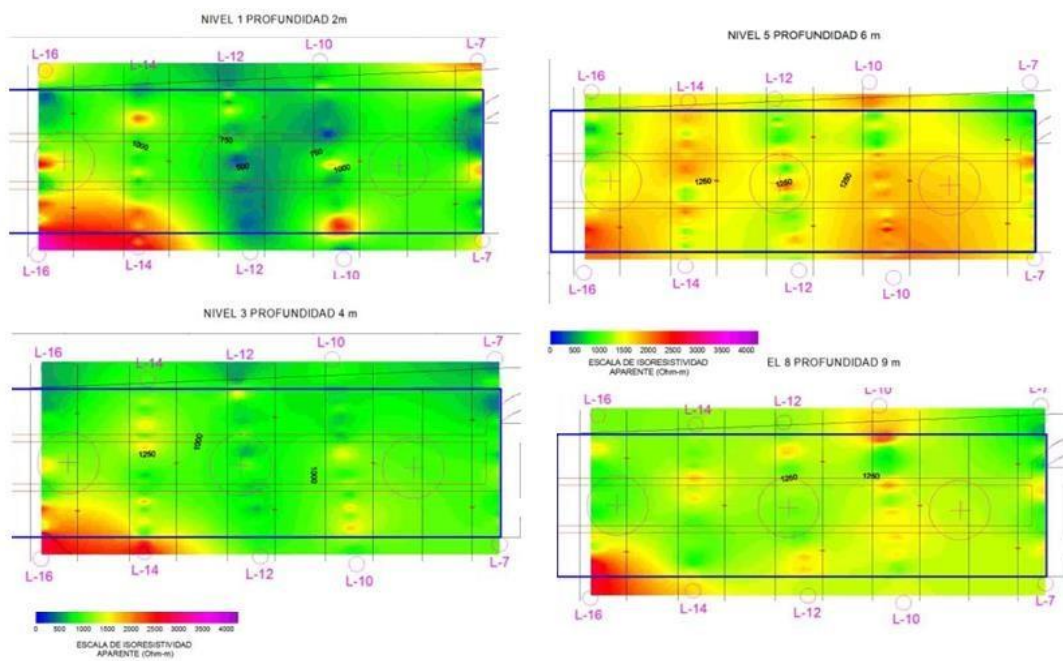 NIVEL 1 PROFUNDIDAD 2m
L-16
L-14
L-12
L-10
L-7
1000
750
500
750
1000
L-16
L-14
L-12
L-10
L-7
NIVEL 5 PROFUNDIDAD 6 m
L-16
L-14
L-12
L-10
L-7
1250
1250
1250
L-16
L-14
L-12
L-10
L-7
NIVEL 3 PROFUNDIDAD 4 m
L-16
L-14
L-12
L-10
L-7
1250
1000
1000
L-16
L-14
L-12
L-10
L-7
0 500 1000 1500 2000 2500 3000 3500 4000
ESCALA DE ISORESISTIVIDAD
APARENTE (Ohm-m)
0 500 1000 1500 2000 2500 3000 3500 4000
ESCALA DE ISORESISTIVIDAD
APARENTE (Ohm-m)
EL 8 PROFUNDIDAD 9 m
L-16
L-14
L-12
L-10
L-7
1250
1250
L-14
L-10
L-7